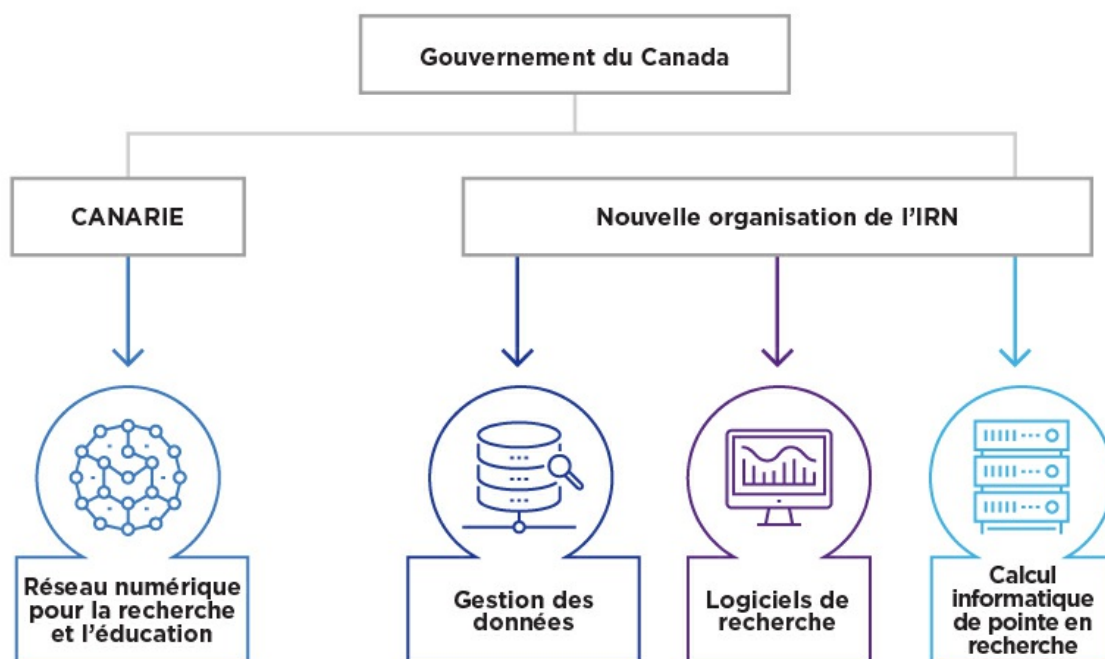 Gouvernement du Canada
CANARIE
Nouvelle organisation de l’IRN
Réseau numérique
pour la recherche
et l’éducation
Gestion des
données
Logiciels de
recherche
Calcul
informatique
de pointe en
recherche